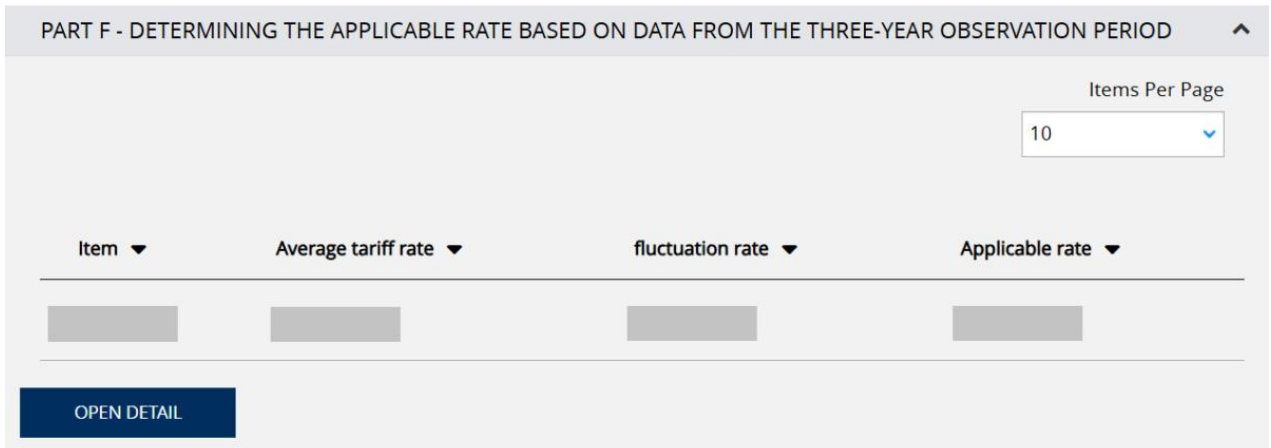 PART F - DETERMINING THE APPLICABLE RATE BASED ON DATA FROM THE THREE-YEAR OBSERVATION PERIOD
Items Per Page
10
Item Average tariff rate fluctuation rate Applicable rate
OPEN DETAIL